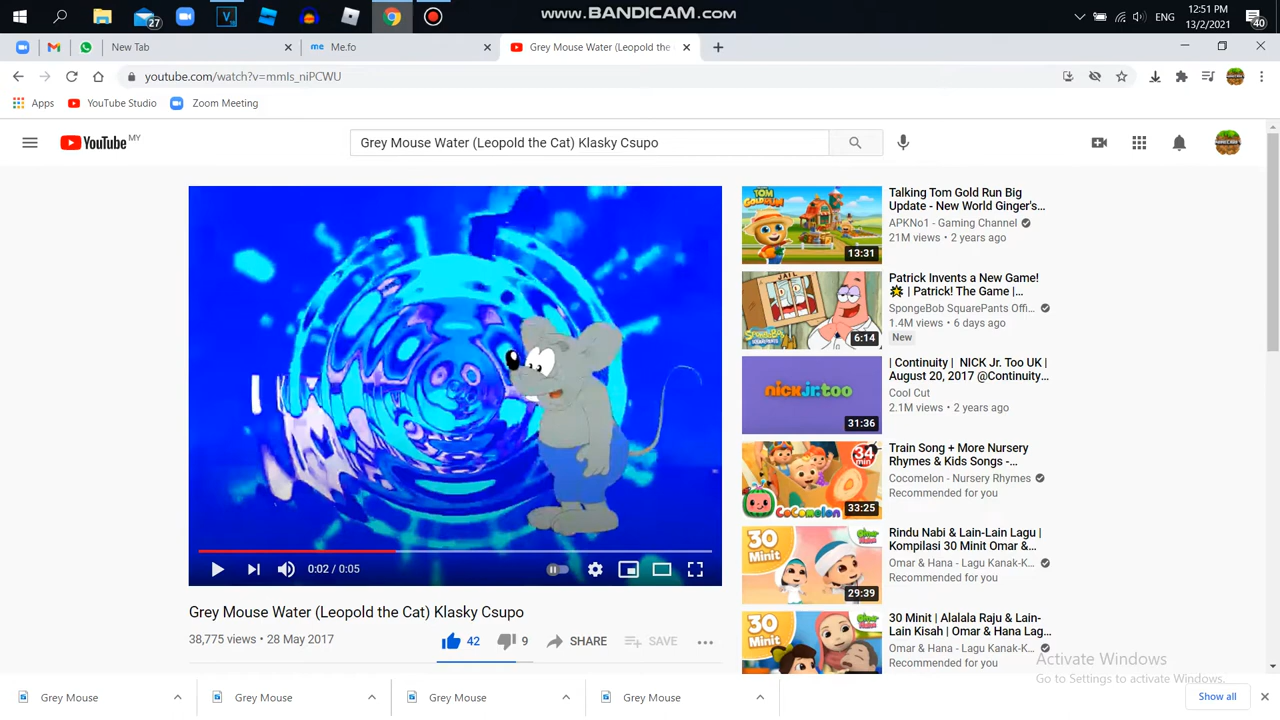 www.BANDICAM.com
27
ENG
12:51 PM
13/2/2021
40
New Tab
Me.fo
Grey Mouse Water (Leopold the
youtube.com/watch?v=mmls_niPCWU
Apps
YouTube Studio
Zoom Meeting
YouTube MY
Grey Mouse Water (Leopold the Cat) Klasky Csupo
Talking Tom Gold Run Big
Update - New World Ginger's...
APKNo1 - Gaming Channel
21M views • 2 years ago
13:31
Patrick Invents a New Game!
| Patrick! The Game |...
SpongeBob SquarePants Offi...
1.4M views • 6 days ago
New
JAIL
6:14
| Continuity | NICK Jr. Too UK |
August 20, 2017 @Continuity...
Cool Cut
2.1M views • 2 years ago
nick jr. too
31:36
Train Song + More Nursery
Rhymes & Kids Songs -...
Cocomelon - Nursery Rhymes
Recommended for you
34 min
CoComelon
33:25
Rindu Nabi & Lain-Lain Lagu |
Kompilasi 30 Minit Omar &...
Omar & Hana - Lagu Kanak-K...
Recommended for you
30
Minit
29:39
30 Minit | Alalala Raju & Lain-
Lain Kisah | Omar & Hana Lag...
Omar & Hana - Lagu Kanak-K...
Recommended for you
30
Minit
0:02 / 0:05
Grey Mouse Water (Leopold the Cat) Klasky Csupo
38,775 views • 28 May 2017
42
9
SHARE
SAVE
Activate Windows
Go to Settings to activate Windows.
Grey Mouse
Grey Mouse
Grey Mouse
Grey Mouse
Show all